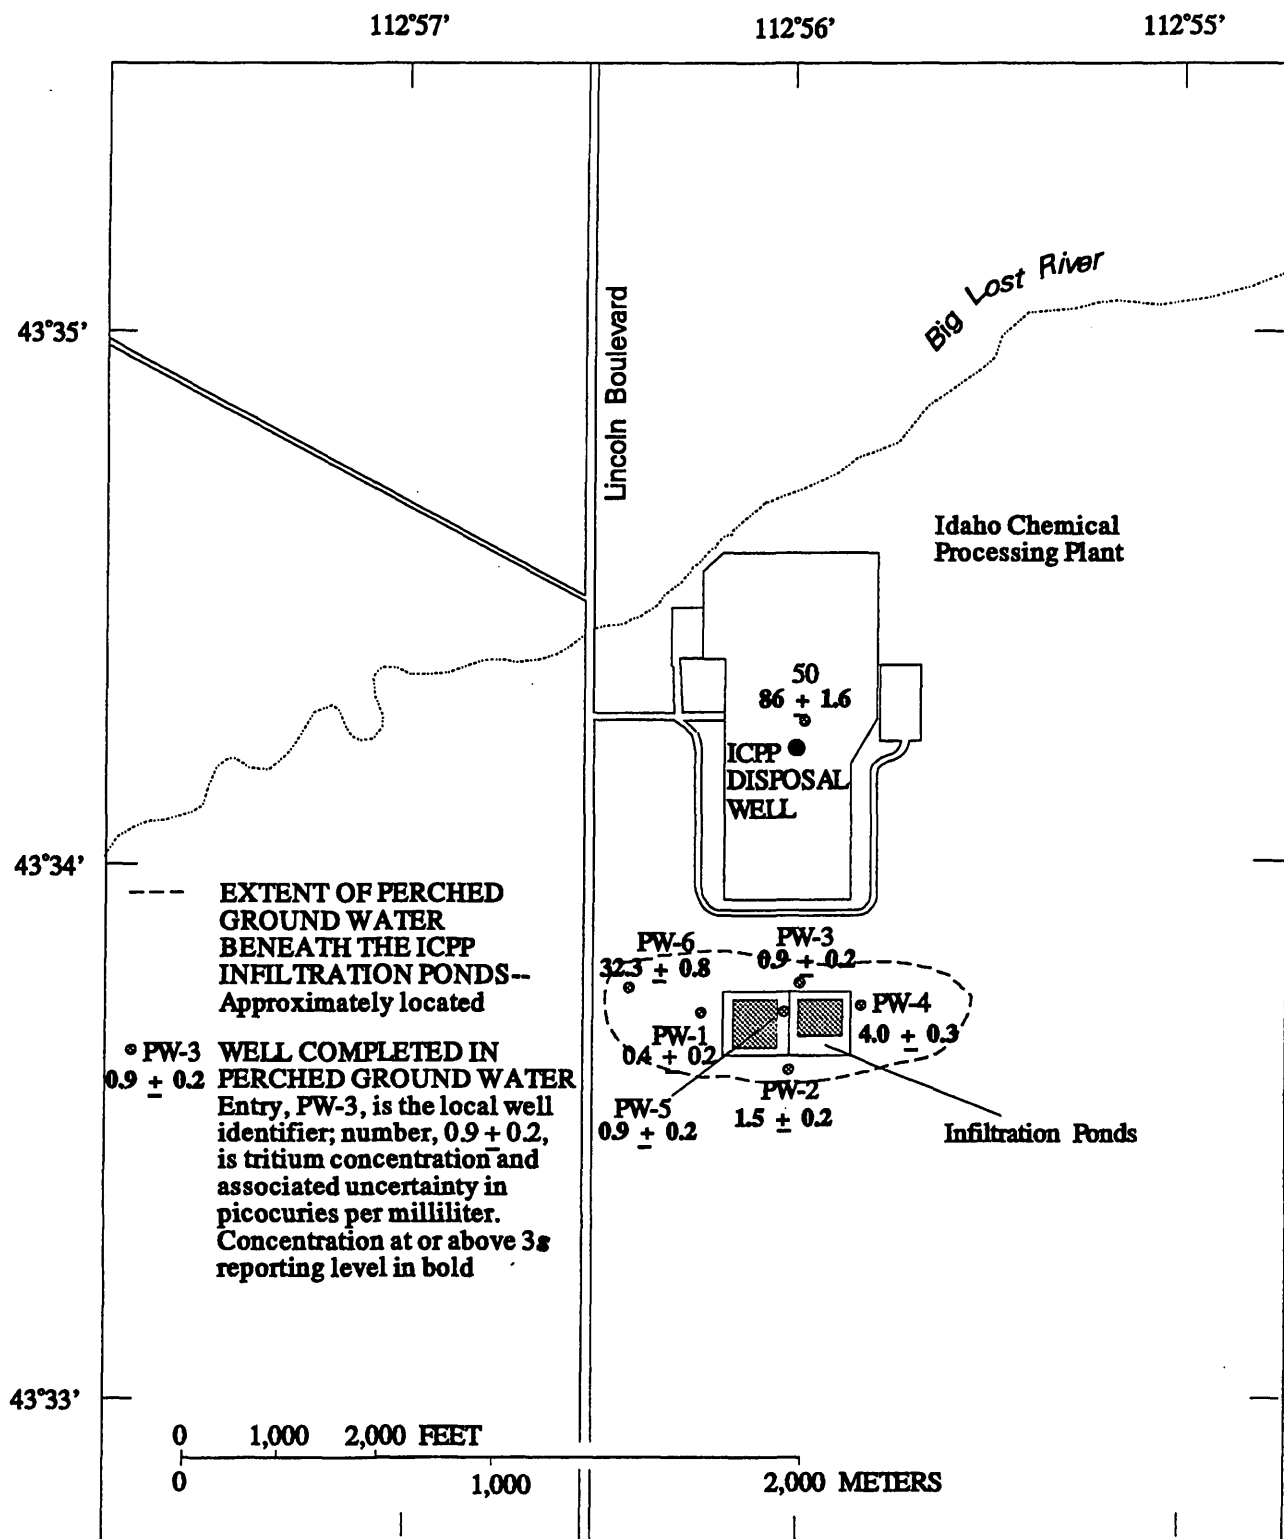 112°57' 112°56' 112°55'
Big Lost River
43°35'
Lincoln Boulevard
Idaho Chemical
Processing Plant
50
86 ± 1.6
ICPP
DISPOSAL
WELL
43°34'
EXTENT OF PERCHED
GROUND WATER
BENEATH THE ICPP
INFILTRATION PONDS--
Approximately located
PW-6
32.3 ± 0.8
PW-3
0.9 ± 0.2
PW-4
4.0 ± 0.3
PW-1
0.4 ± 0.2
PW-2
1.5 ± 0.2
PW-5
0.9 ± 0.2
Infiltration Ponds
PW-3 WELL COMPLETED IN
0.9 ± 0.2 PERCHED GROUND WATER
Entry, PW-3, is the local well
identifier; number, 0.9 ± 0.2,
is tritium concentration and
associated uncertainty in
picocuries per milliliter.
Concentration at or above 3s
reporting level in bold
43°33'
0 1,000 2,000 FEET
0 1,000 2,000 METERS